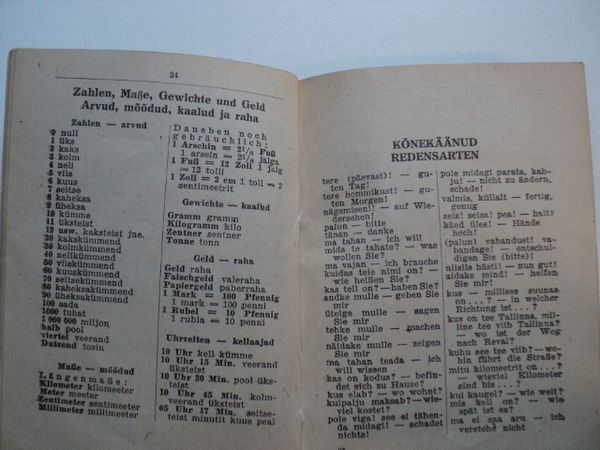 34
Zahlen, Maße, Gewichte und Geld
Arvud, mõõdud, kaalud ja raha
Zahlen — arvud
0 null
1 üks
2 kaks
3 kolm
4 neli
5 viis
6 kuus
7 seitse
8 kaheksa
9 üheksa
10 kümme
11 üksteist
12 usw. kaksteist jne.
20 kakskümmend
30 kolmkümmend
40 nelikümmend
50 viiskümmend
60 kuuskümmend
70 seitsekümmend
80 kaheksakümmend
90 üheksakümmend
100 sada
1000 tuhat
1 000 000 miljon
halb pool
viertel veerand
Dutzend tosin
Maße — mõõdud
Längenmaße:
Kilometer kilomeeter
Meter meeter
Zentimeter sentimeeter
Millimeter millimeeter
Daneben noch
gebräuchlich:
1 Arschin = 2 1/3 Fuß
1 arssin = 2 1/3 jalga
1 Fuß = 12 Zoll 1 jalg
= 12 tolli
1 Zoll = 2 cm 1 toll = 2
sentimeetrit
Gewichte — kaalud
Gramm gramm
Kilogramm kilo
Zentner sentner
Tonne tonn
Geld — raha
Geld raha
Falschgeld valeraha
Papiergeld paberraha
1 Mark = 100 Pfennig
1 mark = 100 penni
1 Rubel = 10 Pfennig
1 rubla = 10 penni
Uhrzeiten — kellaajad
10 Uhr kell kümme
10 Uhr 15 Min. veerand
üksteist
10 Uhr 30 Min. pool üks-
teist
10 Uhr 45 Min. kolm-
veerand üksteist
05 Uhr 17 Min. seitse-
teist minutit kuue peal
KÕNEKÄÄNUD
REDENSARTEN
tere (päevast)! — gu-
ten Tag!
tere hommikust! — gu-
ten Morgen!
nägemiseni! — auf Wie-
dersehen!
palun — bitte
tänan — danke
ma tahan — ich will
mida te tahate? — was
wollen Sie?
ma vajan — ich brauche
kuidas teie nimi on? —
wie heißen Sie?
kas teil on? — haben Sie?
andke mulle — geben Sie
mir
ütelge mulle — sagen
Sie mir
tehke mulle — machen
Sie mir
näidake mulle — zeigen
Sie mir
ma tahan teada — ich
will wissen
kas on kodus? — befin-
det sich zu Hause?
kus elab? — wo wohnt?
kuipalju maksab? — wie-
viel kostet?
pole viga! see ei tähen-
da midagi! — schadet
nichts!
pole midagi parata, kah-
ju! — nicht zu ändern,
schade!
valmis, küllalt — fertig,
genug
seis! seisa! pea! — halt!
käed üles! — Hände
hoch!
(palun) vabandust! va-
bandage! — entschuldi-
gen Sie (bitte)!
niisiis hästi! — nun gut!
aidake mind! — helfen
Sie mir!
kus — millises suunas
on . . . ? — in welcher
Richtung ist . . . ?
kus on tee Tallinna, mil-
line tee viib Tallinna?
— wo ist der Weg
nach Reval?
kuhu see tee viib? — wo-
hin führt die Straße?
mitu kilomeetrit on . . .?
— wieviel Kilometer
sind bis . . . ?
kui kaugel? — wie weit?
mis kell on? — wie
spät ist es?
ma ei saa aru — ich
verstehe nicht